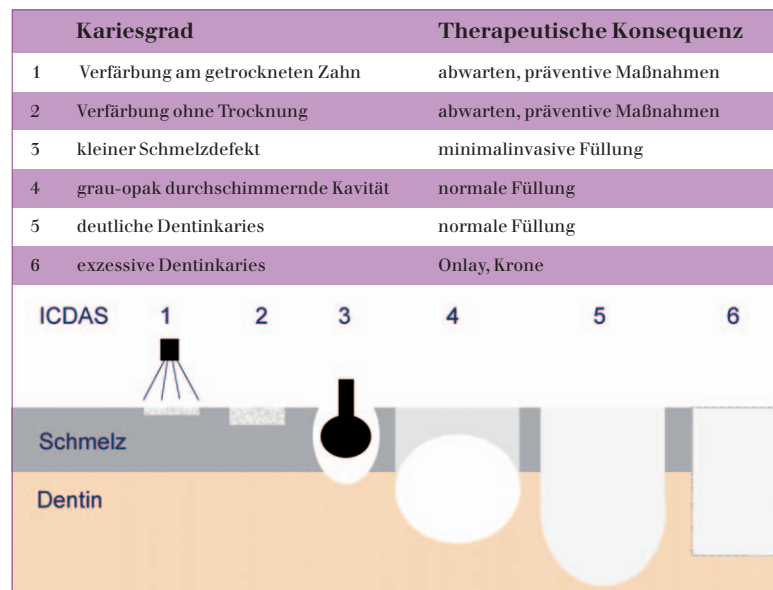 Kariesgrad Therapeutische Konsequenz
1 Verfärbung am getrockneten Zahn abwarten, präventive Maßnahmen
2 Verfärbung ohne Trocknung abwarten, präventive Maßnahmen
3 kleiner Schmelzdefekt minimalinvasive Füllung
4 grau-opak durchschimmernde Kavität normale Füllung
5 deutliche Dentinkaries normale Füllung
6 exzessive Dentinkaries Onlay, Krone
ICDAS 1 2 3 4 5 6
Schmelz
Dentin